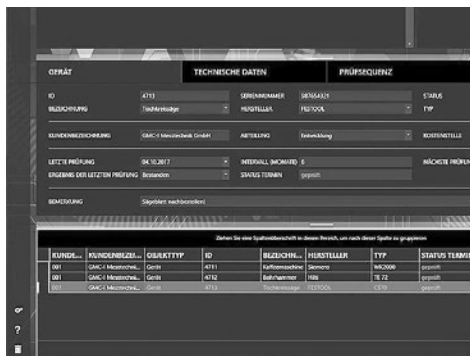 GERÄT TECHNISCHE DATEN PRÜFSEQUENZ
ID 4713 SERIENNUMMER 987654321 STATUS
BEZEICHNUNG Tischkreissäge HERSTELLER FESTOOL TYP
KUNDENBEZEICHNUNG GMC-I Messtechnik GmbH ABTEILUNG Entwicklung KOSTENSTELLE
LETZTE PRÜFUNG 04.10.2017 INTERVALL (MONATE) 6 NÄCHSTE PRÜFUN
ERGEBNIS DER LETZTEN PRÜFUNG Bestanden STATUS TERMIN geprüft
BEMERKUNG Sägeblatt nachbestellen!
Ziehen Sie eine Spaltenüberschrift in diesen Bereich, um nach dieser Spalte zu gruppieren
KUNDE... KUNDENBEZEI... OBJEKTTYP ID BEZEICHN... HERSTELLER TYP STATUS TERMIN
001 GMC-I Messtechni... Gerät 4711 Kaffeemaschine Siemens WK2000 geprüft
001 GMC-I Messtechni... Gerät 4712 Bohrhammer Hilti TE 72 geprüft
001 GMC-I Messtechni... Gerät 4713 Tischkreissäge FESTOOL CS70 geprüft
?